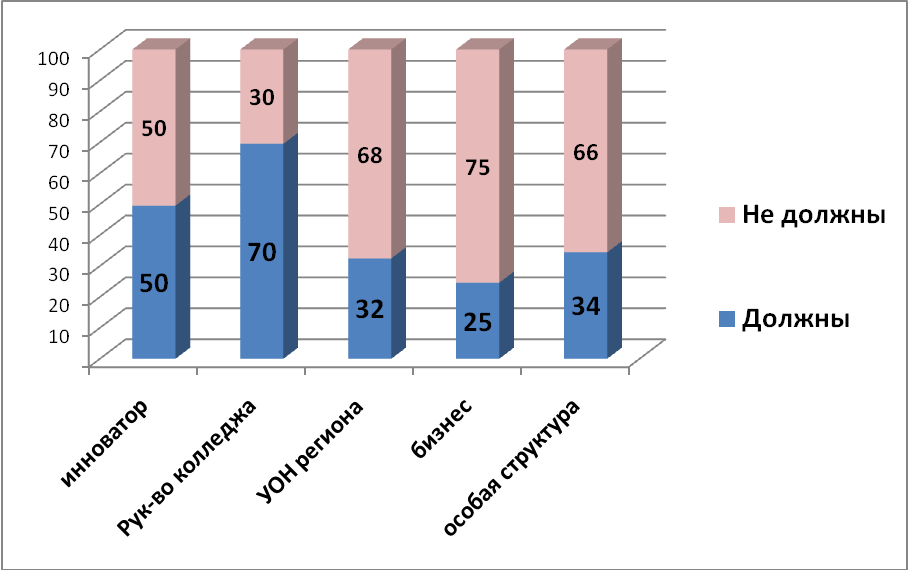 100
90
80
70
60
50
40
30
20
10
50
30
68
75
66
50
70
32
25
34
Не должны
Должны
инноватор
Рук-во колледжа
УОН региона
бизнес
особая структура